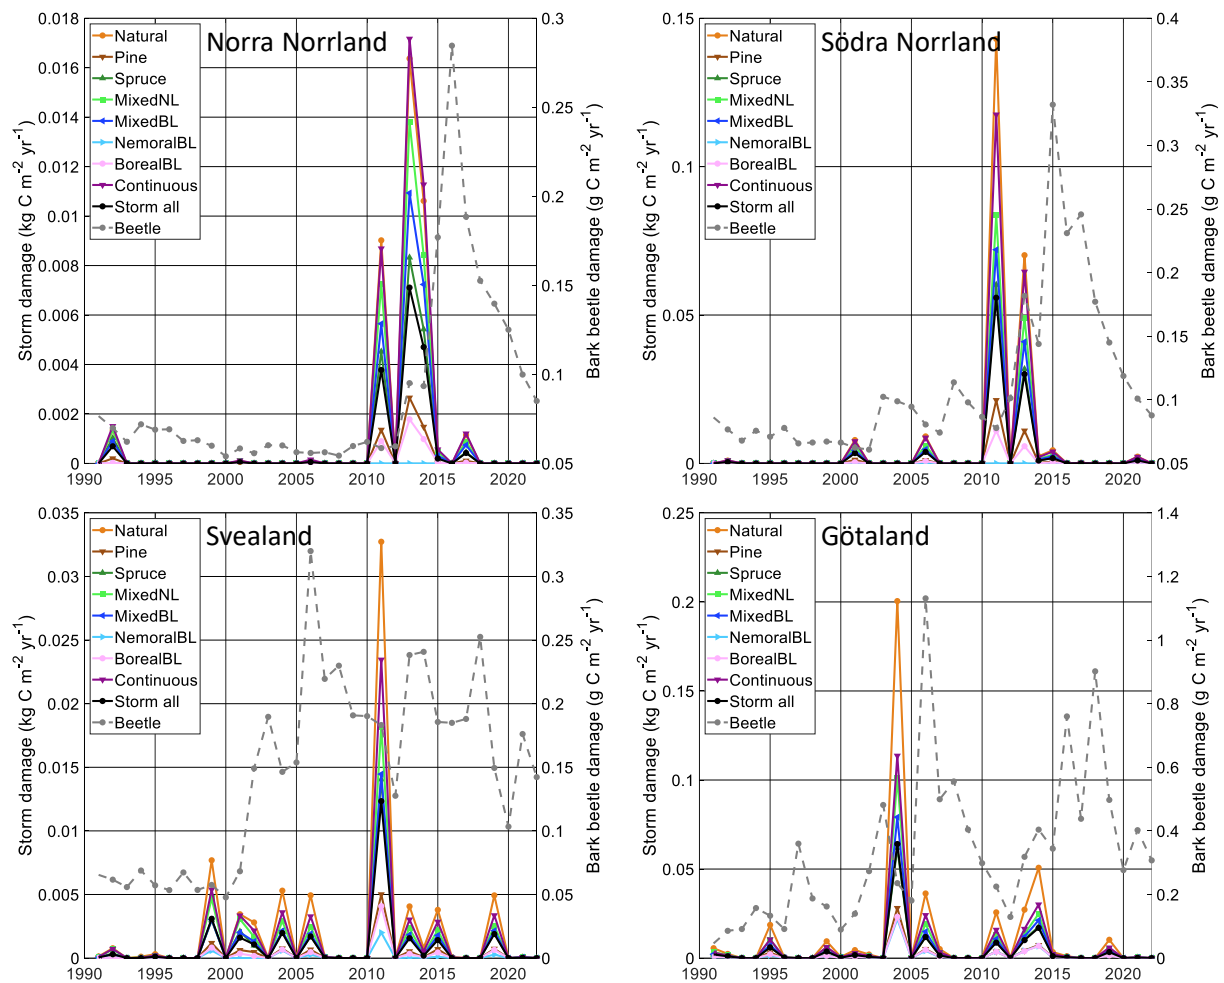 Norra Norrland
Storm damage (kg C m-2 yr-1)
0.018
0.016
0.014
0.012
0.01
0.008
0.006
0.004
0.002
0
Natural
Pine
Spruce
MixedNL
MixedBL
NemoralBL
BorealBL
Continuous
Storm all
Beetle
0.3
0.25
0.2
0.15
0.1
0.05
Bark beetle damage (g C m-2 yr-1)
1990 1995 2000 2005 2010 2015 2020
Södra Norrland
Storm damage (kg C m-2 yr-1)
0.15
0.1
0.05
0
Natural
Pine
Spruce
MixedNL
MixedBL
NemoralBL
BorealBL
Continuous
Storm all
Beetle
0.4
0.35
0.3
0.25
0.2
0.15
0.1
0.05
Bark beetle damage (g C m-2 yr-1)
1990 1995 2000 2005 2010 2015 2020
Svealand
Storm damage (kg C m-2 yr-1)
0.035
0.03
0.025
0.02
0.015
0.01
0.005
0
Natural
Pine
Spruce
MixedNL
MixedBL
NemoralBL
BorealBL
Continuous
Storm all
Beetle
0.35
0.3
0.25
0.2
0.15
0.1
0.05
0
Bark beetle damage (g C m-2 yr-1)
1990 1995 2000 2005 2010 2015 2020
Götaland
Storm damage (kg C m-2 yr-1)
0.25
0.2
0.15
0.1
0.05
0
Natural
Pine
Spruce
MixedNL
MixedBL
NemoralBL
BorealBL
Continuous
Storm all
Beetle
1.4
1.2
1
0.8
0.6
0.4
0.2
0
Bark beetle damage (g C m-2 yr-1)
1990 1995 2000 2005 2010 2015 2020